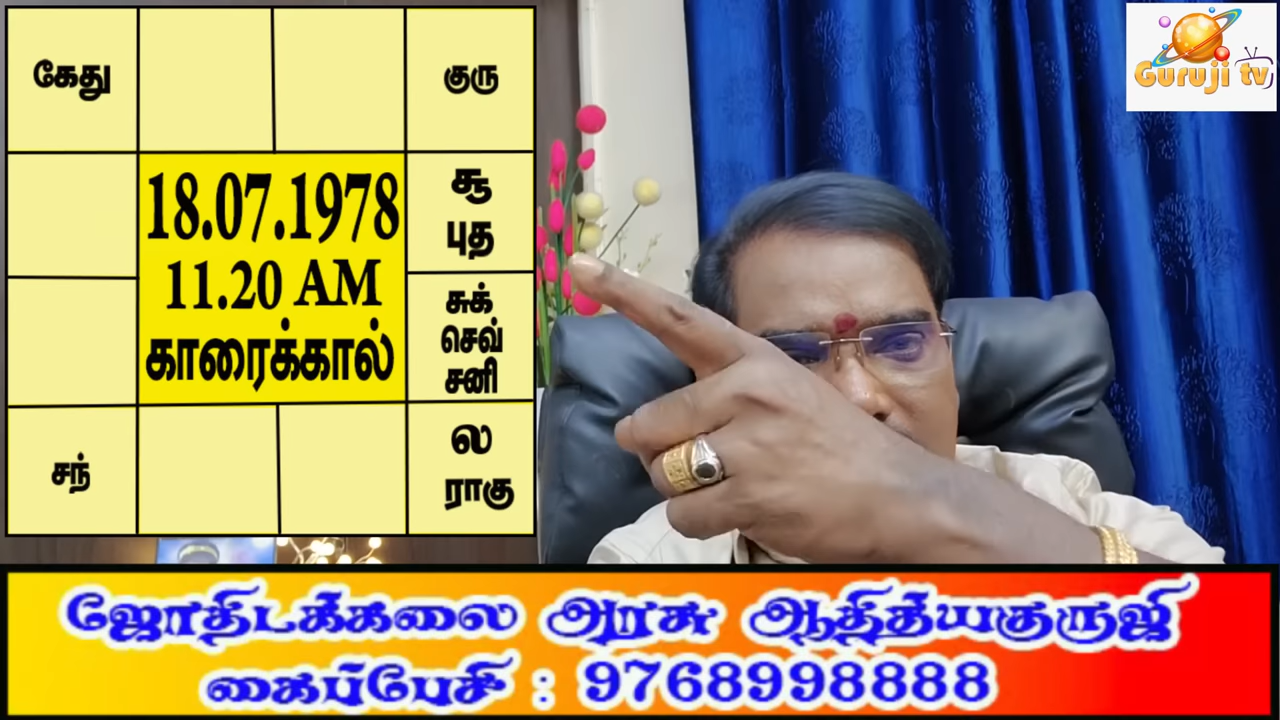 கேது
குரு
சூ
புத
18.07.1978
11.20 AM
காரைக்கால்
சுக்
செவ்
சனி
சந்
ல
ராகு
Guruji tv
ஜோதிடக்கலை அரசு ஆதித்யகுருஜி
கைப்பேசி : 9768998888